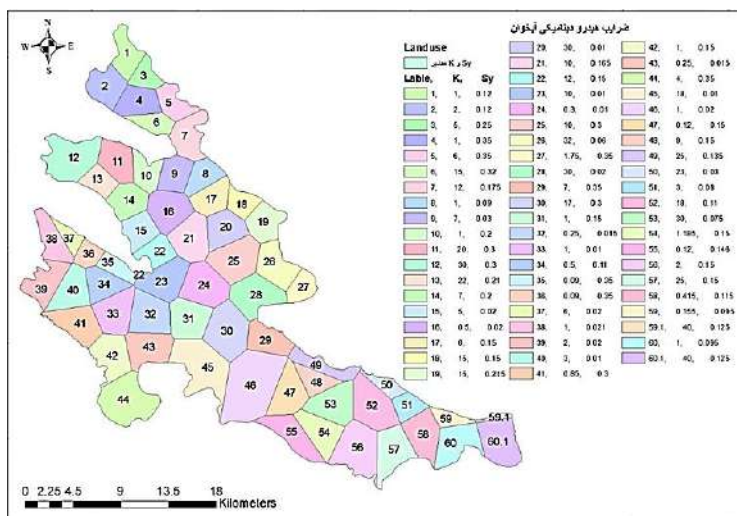 ضرایب هیدرو دینامیکی آبخوان
N
W E
S
Landuse
Lable, K, Sy
1, 1, 0.12
2, 2, 0.12
3, 5, 0.25
4, 1, 0.35
5, 6, 0.35
6, 15, 0.32
7, 12, 0.175
8, 1, 0.09
9, 7, 0.03
10, 1, 0.2
11, 20, 0.3
12, 30, 0.3
13, 22, 0.21
14, 7, 0.2
15, 5, 0.02
16, 0.5, 0.02
17, 6, 0.15
18, 15, 0.15
19, 15, 0.215
20, 30, 0.01
21, 10, 0.165
22, 12, 0.15
23, 10, 0.01
24, 0.3, 0.01
25, 10, 0.3
26, 32, 0.06
27, 1.75, 0.35
28, 30, 0.02
29, 7, 0.35
30, 17, 0.3
31, 1, 0.15
32, 0.25, 0.015
33, 1, 0.01
34, 0.5, 0.11
35, 0.09, 0.35
36, 0.09, 0.35
37, 6, 0.02
38, 1, 0.021
39, 2, 0.02
40, 3, 0.01
41, 0.85, 0.3
42, 1, 0.15
43, 0.25, 0.015
44, 4, 0.35
45, 18, 0.01
46, 1, 0.02
47, 0.12, 0.15
48, 9, 0.15
49, 25, 0.135
50, 23, 0.03
51, 3, 0.08
52, 18, 0.11
53, 30, 0.075
54, 1.185, 0.15
55, 0.12, 0.146
56, 2, 0.15
57, 25, 0.15
58, 0.415, 0.115
59, 0.155, 0.095
59.1, 40, 0.125
60, 1, 0.095
60.1, 40, 0.125
1
3
2
4
5
6
7
12
11
10
9
8
13
14
16
17
18
15
21
20
19
22
38
37
36
35
22
25
26
39
40
34
23
24
28
27
41
33
32
31
30
42
43
29
45
49
44
46
47
48
50
53
52
51
59
59.1
55
54
56
57
58
60
60.1
0 2.25 4.5 9 13.5 18
Kilometers